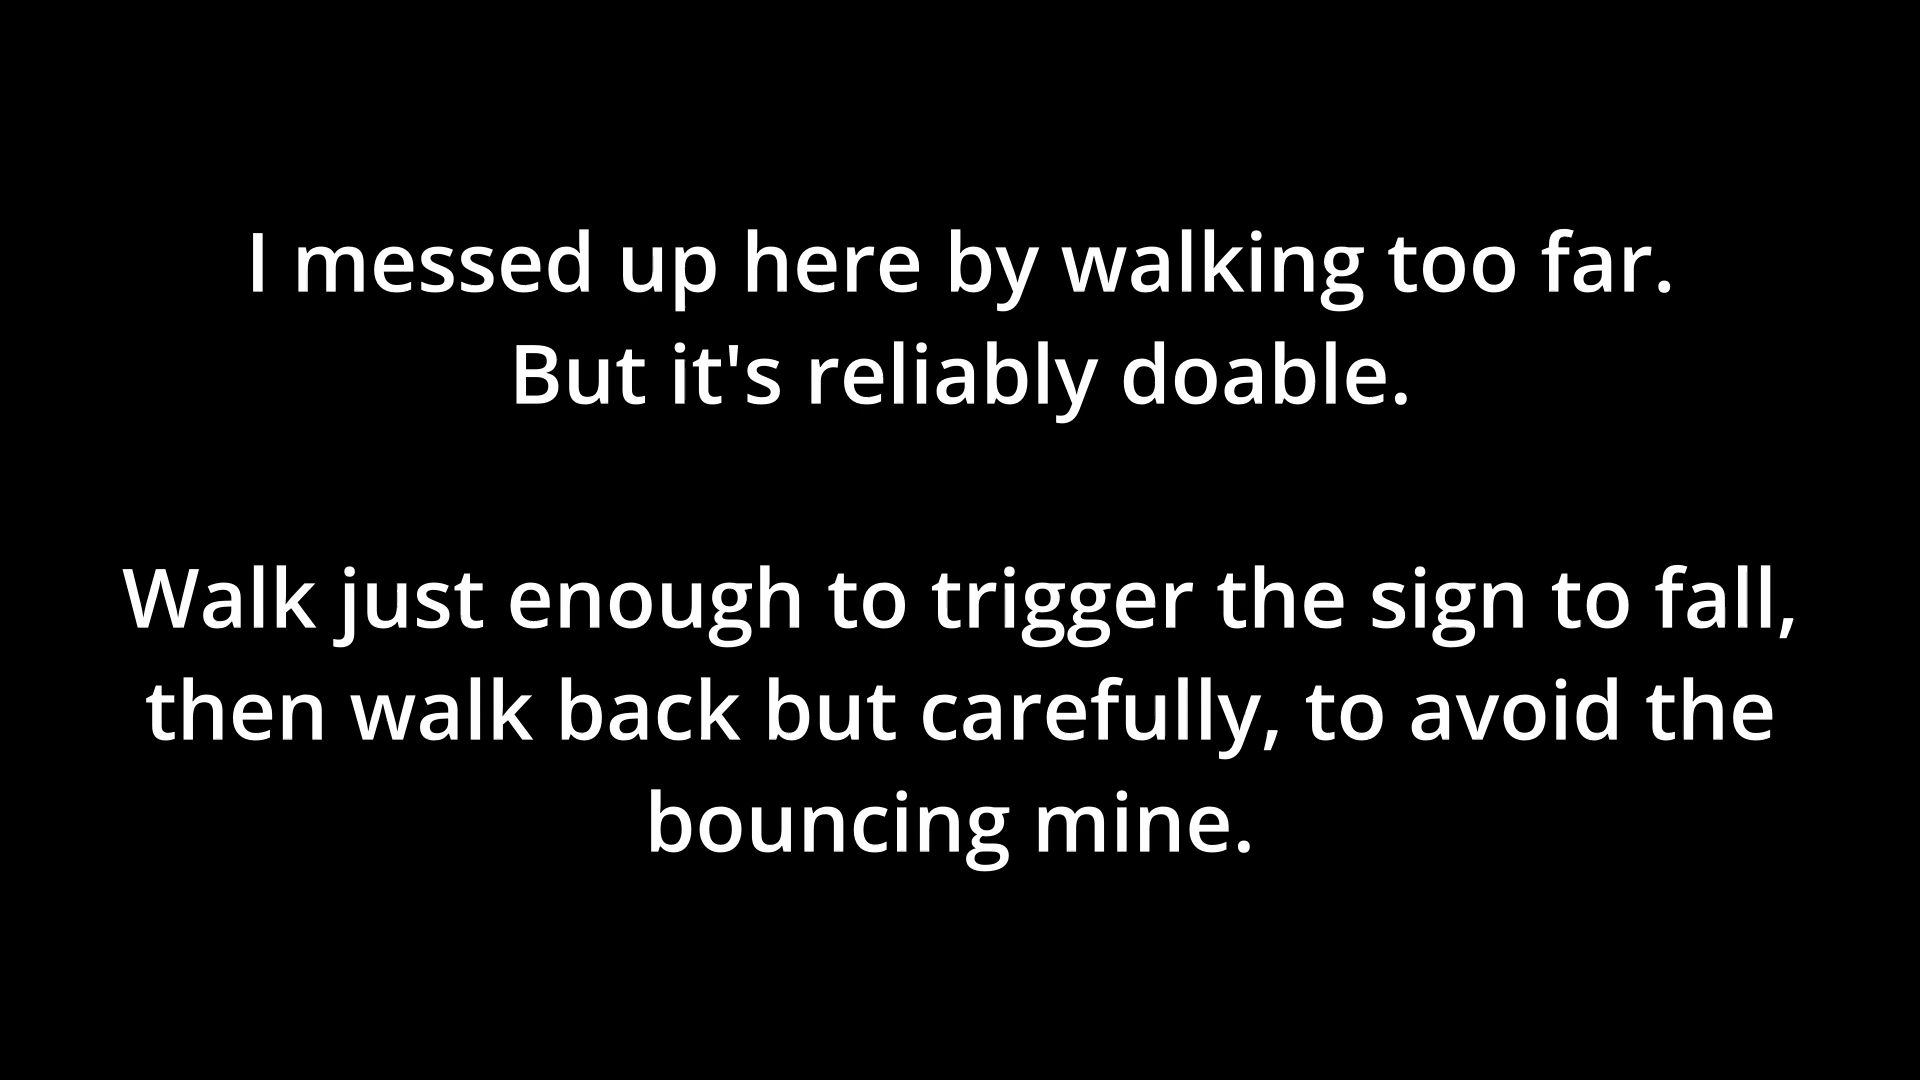 I messed up here by walking too far.
But it's reliably doable.
Walk just enough to trigger the sign to fall,
then walk back but carefully, to avoid the
bouncing mine.